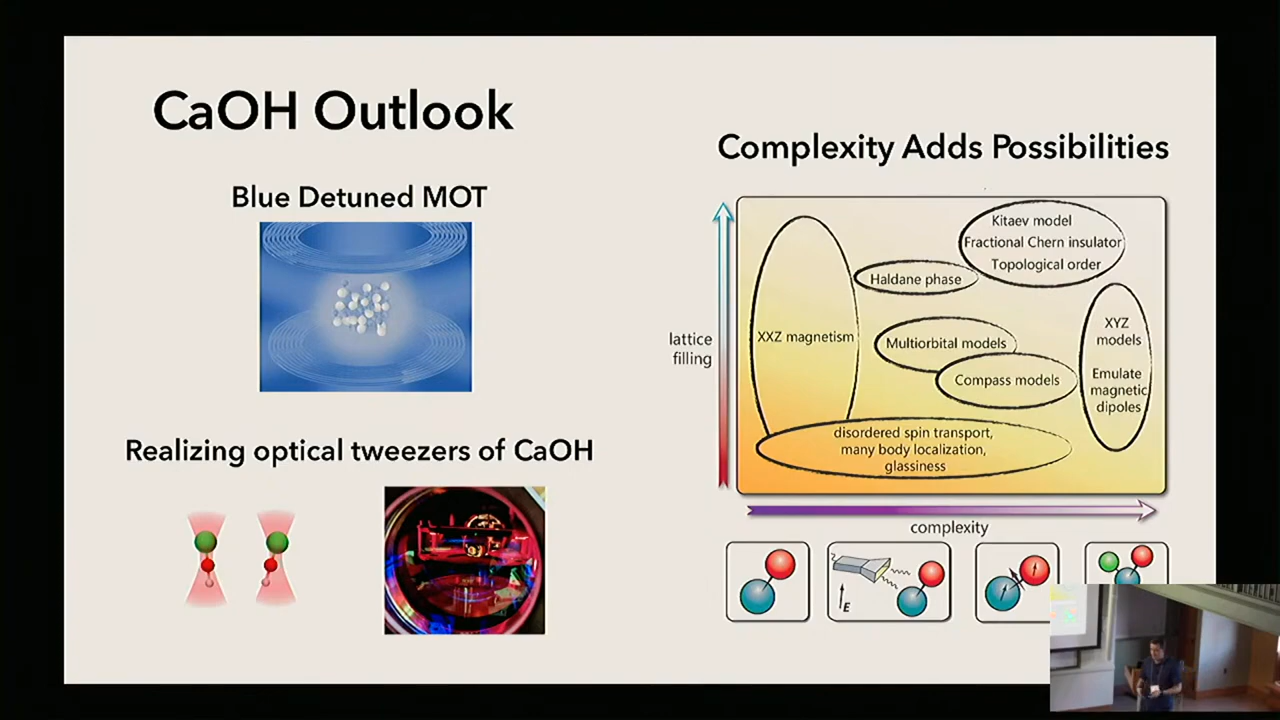 CaOH Outlook
Blue Detuned MOT
Realizing optical tweezers of CaOH
Complexity Adds Possibilities
lattice
filling
XXZ magnetism
Kitaev model
Fractional Chern insulator
Topological order
Haldane phase
Multiorbital models
Compass models
XYZ
models
Emulate
magnetic
dipoles
disordered spin transport,
many body localization,
glassiness
complexity
E